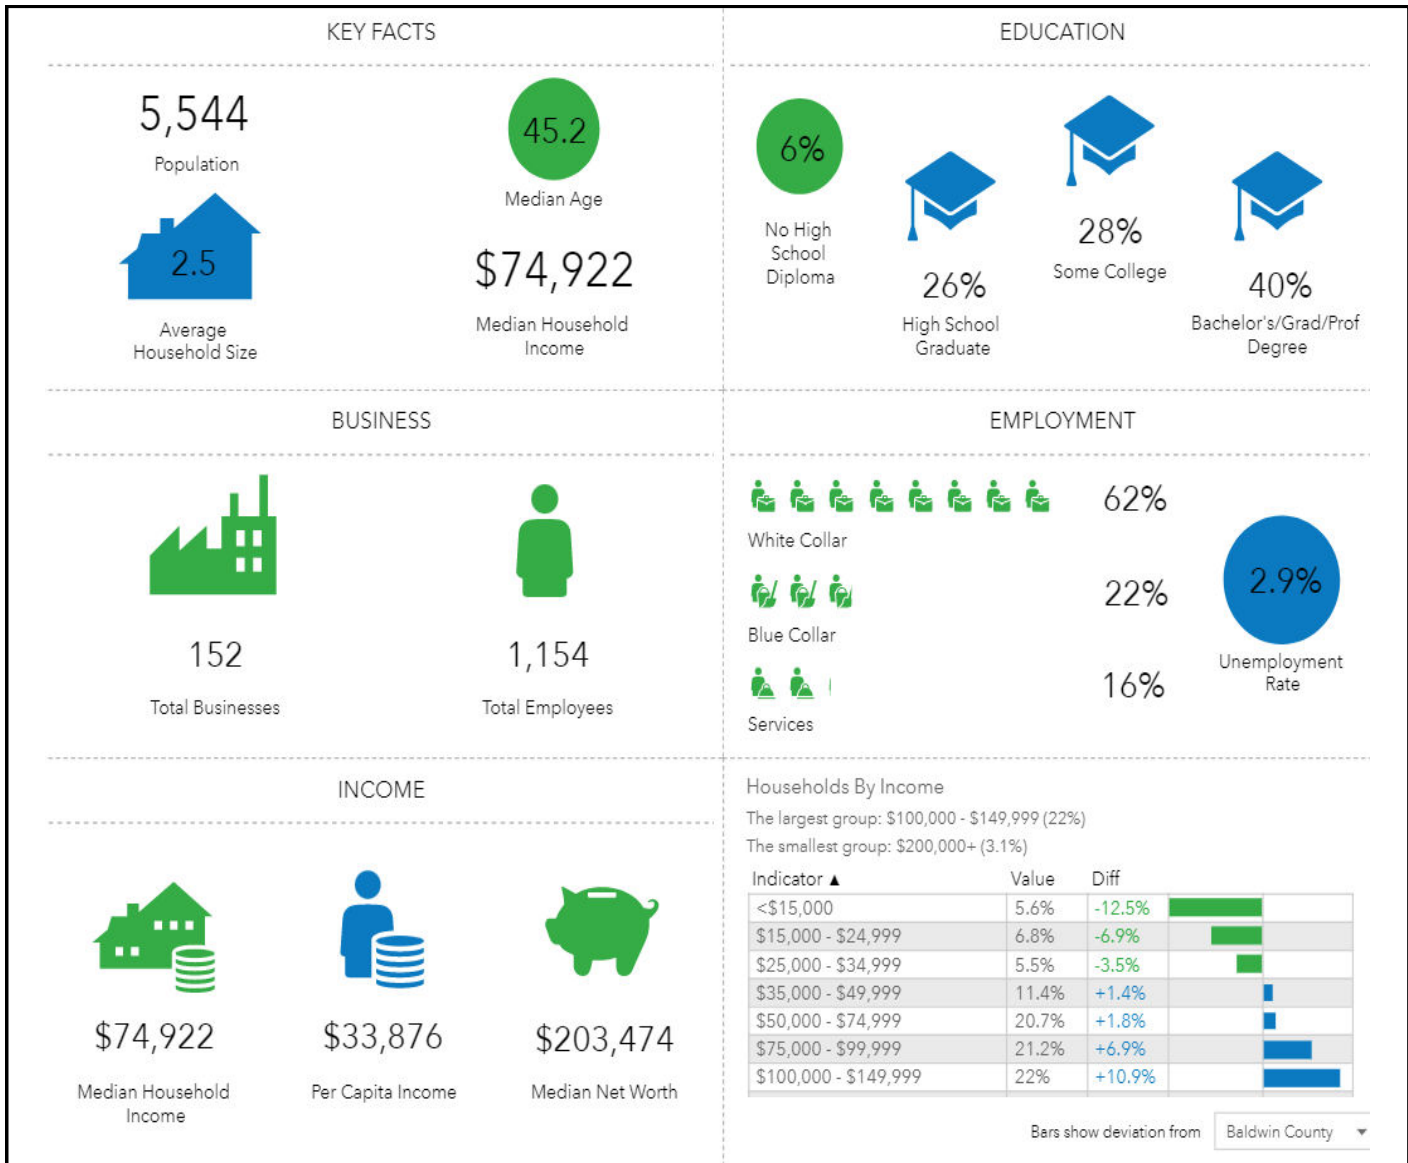 KEY FACTS
5,544
Population
45.2
Median Age
2.5
Average
Household Size
$74,922
Median Household
Income
EDUCATION
6%
No High
School
Diploma
26%
High School
Graduate
28%
Some College
40%
Bachelor's/Grad/Prof
Degree
BUSINESS
152
Total Businesses
1,154
Total Employees
EMPLOYMENT
62%
White Collar
22%
Blue Collar
16%
Services
2.9%
Unemployment
Rate
INCOME
$74,922
Median Household
Income
$33,876
Per Capita Income
$203,474
Median Net Worth
Households By Income
The largest group: $100,000 - $149,999 (22%)
The smallest group: $200,000+ (3.1%)
Indicator ▲ Value Diff
<$15,000 5.6% -12.5%
$15,000 - $24,999 6.8% -6.9%
$25,000 - $34,999 5.5% -3.5%
$35,000 - $49,999 11.4% +1.4%
$50,000 - $74,999 20.7% +1.8%
$75,000 - $99,999 21.2% +6.9%
$100,000 - $149,999 22% +10.9%
Bars show deviation from Baldwin County